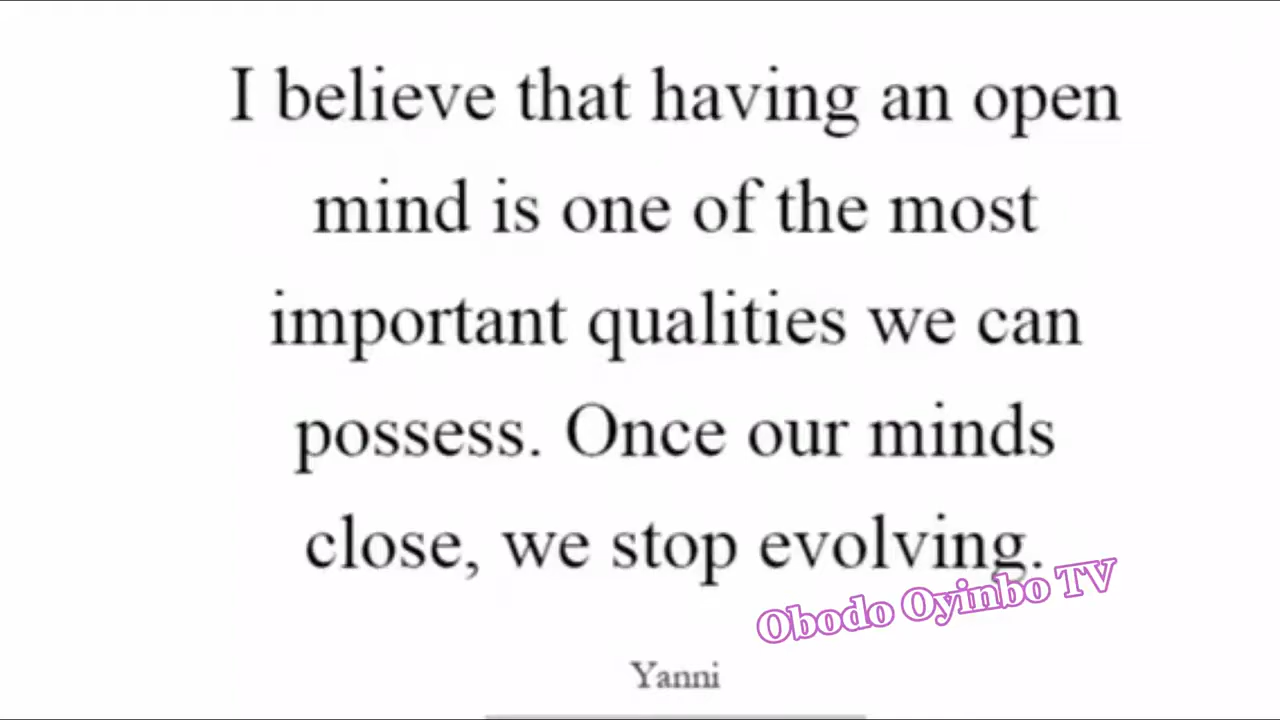 I believe that having an open
mind is one of the most
important qualities we can
possess. Once our minds
close, we stop evolving.
Obodo Oyinbo TV
Yanni